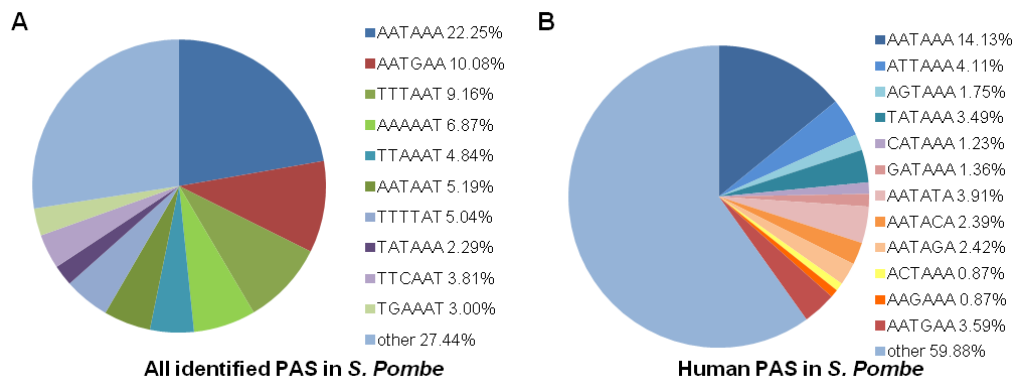 A
AATAAA 22.25%
AATGAA 10.08%
TTTAAT 9.16%
AAAAAT 6.87%
TTAAAT 4.84%
AATAAT 5.19%
TTTTAT 5.04%
TATAAA 2.29%
TTCAAT 3.81%
TGAAAT 3.00%
other 27.44%
All identified PAS in S. Pombe
B
AATAAA 14.13%
ATTAAA 4.11%
AGTAAA 1.75%
TATAAA 3.49%
CATAAA 1.23%
GATAAA 1.36%
AATATA 3.91%
AATACA 2.39%
AATAGA 2.42%
ACTAAA 0.87%
AAGAAA 0.87%
AATGAA 3.59%
other 59.88%
Human PAS in S. Pombe